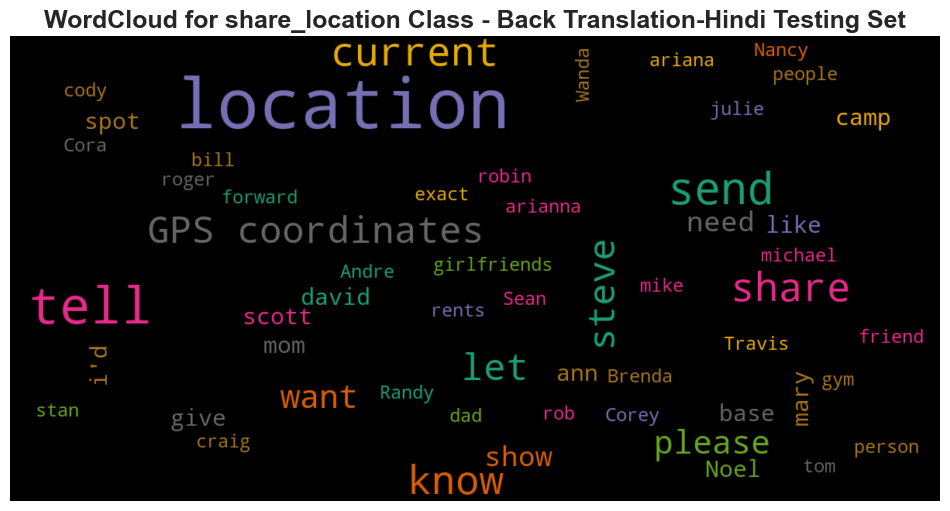 WordCloud for share_location Class - Back Translation-Hindi Testing Set
current
Wanda
ariana
Nancy
people
cody
location
julie
spot
camp
Cora
bill
roger
robin
send
forward
exact
arianna
need
like
GPS coordinates
steve
michael
Andre
girlfriends
mike
share
tell
david
Sean
scott
rents
Travis
friend
mom
i'd
let
ann
Brenda
gym
want
Randy
mary
stan
give
dad
rob
Corey
base
craig
please
person
show
Noel
tom
know